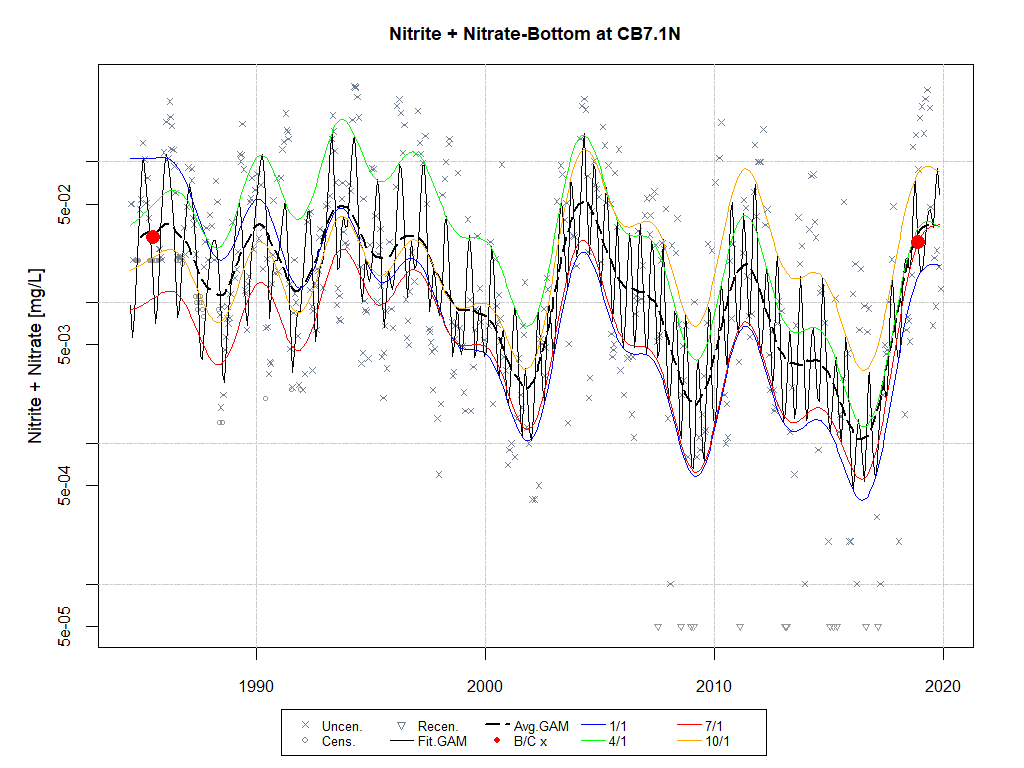 Nitrite + Nitrate-Bottom at CB7.1N
Nitrite + Nitrate [mg/L]
5e-02
5e-03
5e-04
5e-05
1990 2000 2010 2020
Uncen. Recen. Avg.GAM 1/1 7/1
Cens. Fit.GAM B/C x 4/1 10/1